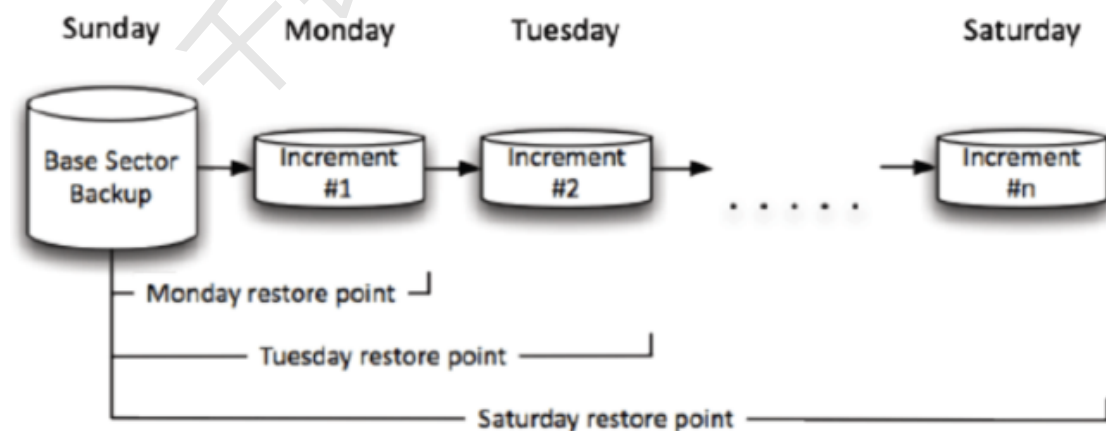 Sunday
Monday
Tuesday
Saturday
Base Sector
Backup
Increment
#1
Increment
#2
. . . . .
Increment
#n
Monday restore point
Tuesday restore point
Saturday restore point